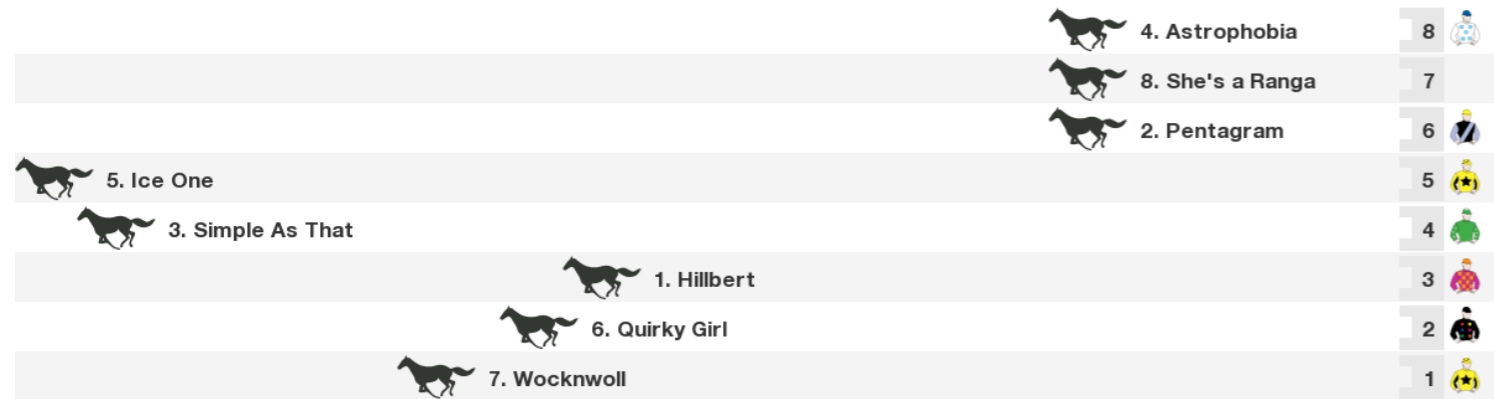 4. Astrophobia 8
8. She's a Ranga 7
2. Pentagram 6
5. Ice One 5
3. Simple As That 4
1. Hillbert 3
6. Quirky Girl 2
7. Wocknwoll 1